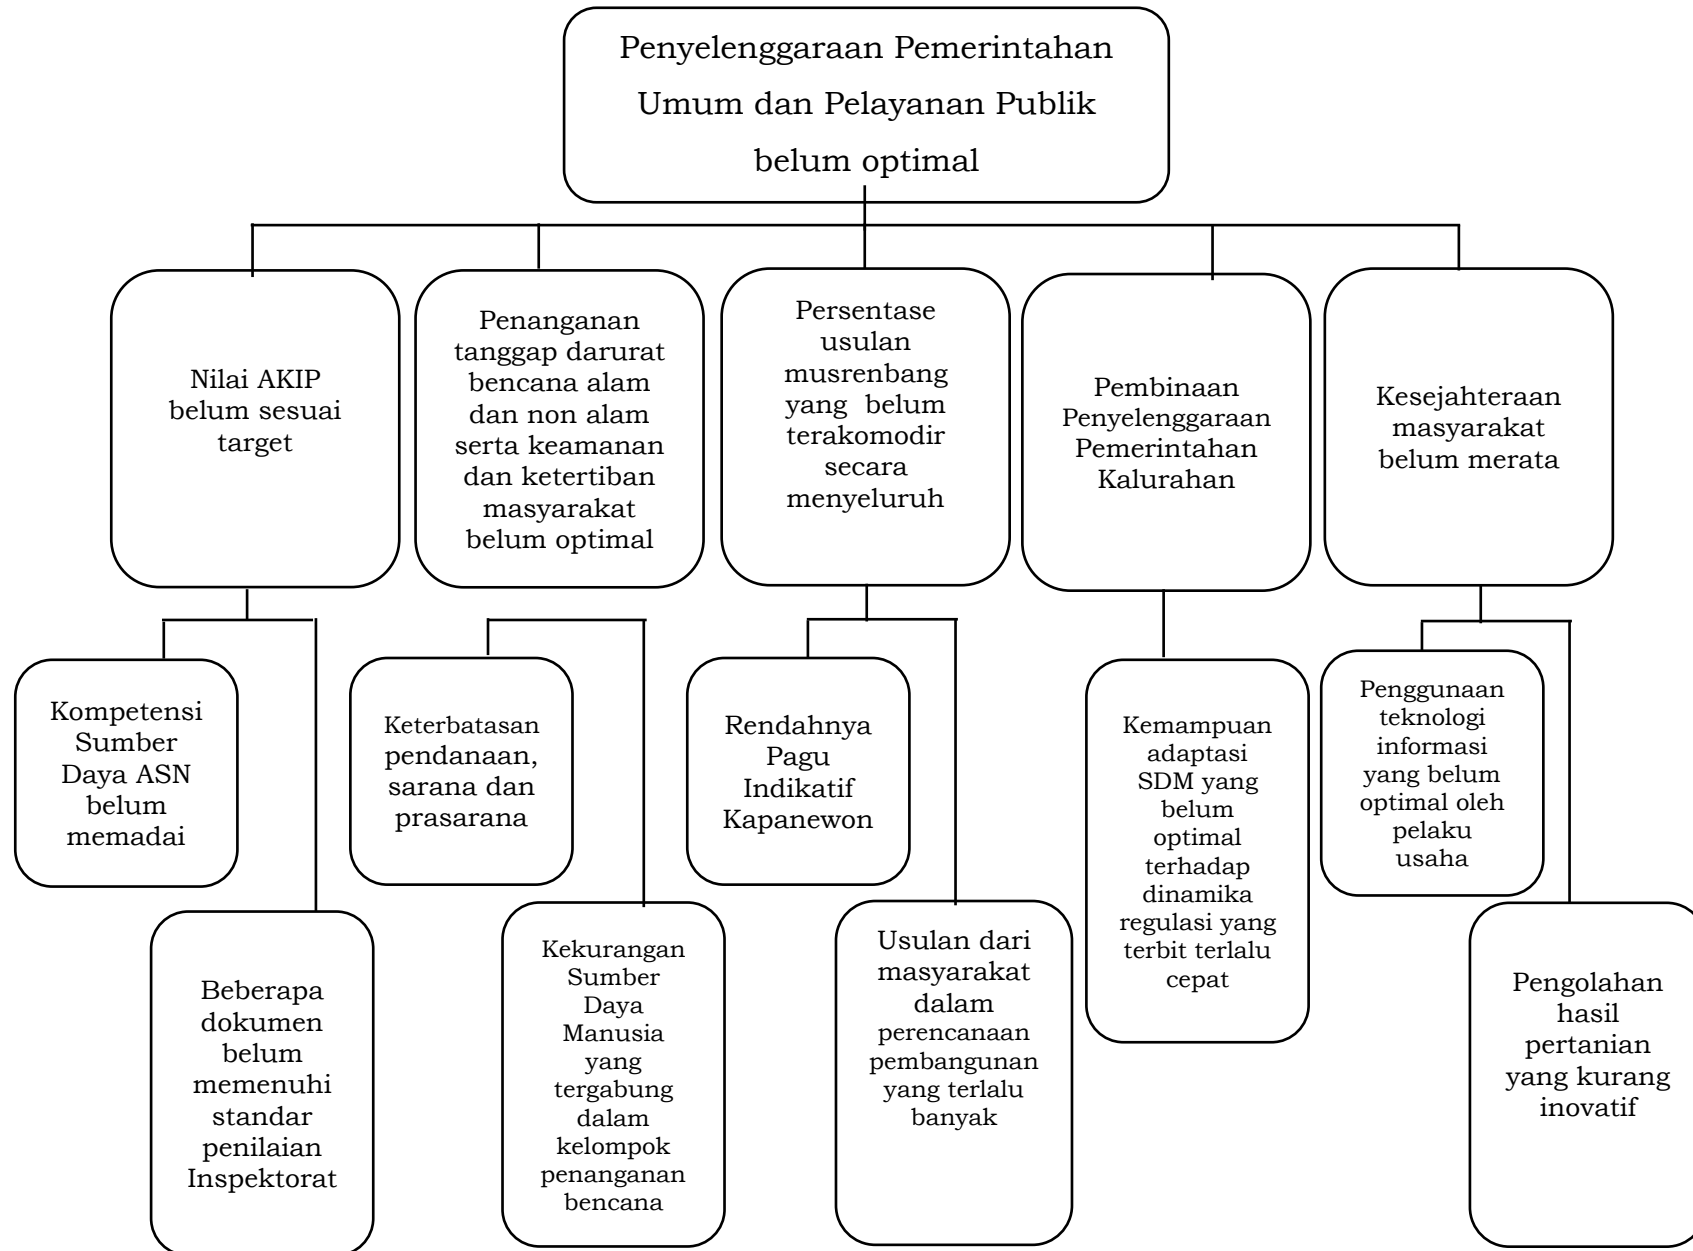 Penyelenggaraan Pemerintahan
Umum dan Pelayanan Publik
belum optimal
Nilai AKIP
belum sesuai
target
Penanganan
tanggap darurat
bencana alam
dan non alam
serta keamanan
dan ketertiban
masyarakat
belum optimal
Persentase
usulan
musrenbang
yang belum
terakomodir
secara
menyeluruh
Pembinaan
Penyelenggaraan
Pemerintahan
Kalurahan
Kesejahteraan
masyarakat
belum merata
Kompetensi
Sumber
Daya ASN
belum
memadai
Keterbatasan
pendanaan,
sarana dan
prasarana
Rendahnya
Pagu
Indikatif
Kapanewon
Kemampuan
adaptasi
SDM yang
belum
optimal
terhadap
dinamika
regulasi yang
terbit terlalu
cepat
Penggunaan
teknologi
informasi
yang belum
optimal oleh
pelaku
usaha
Beberapa
dokumen
belum
memenuhi
standar
penilaian
Inspektorat
Kekurangan
Sumber
Daya
Manusia
yang
tergabung
dalam
kelompok
penanganan
bencana
Usulan dari
masyarakat
dalam
perencanaan
pembangunan
yang terlalu
banyak
Pengolahan
hasil
pertanian
yang kurang
inovatif